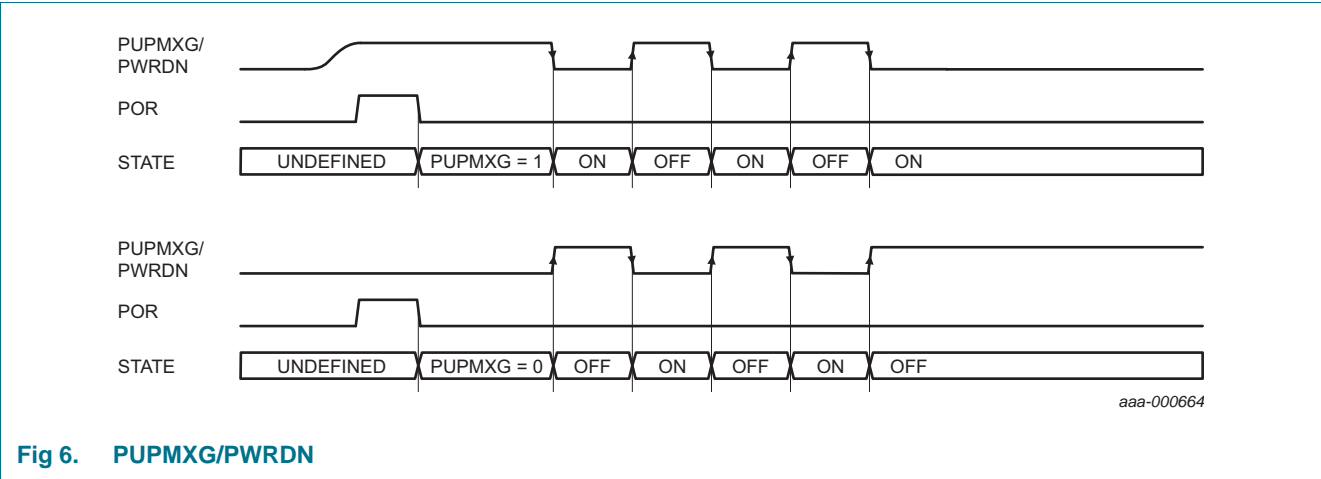 PUPMXG/
PWRDN
POR
STATE UNDEFINED PUPMXG = 1 ON OFF ON OFF ON
PUPMXG/
PWRDN
POR
STATE UNDEFINED PUPMXG = 0 OFF ON OFF ON OFF
aaa-000664
Fig 6. PUPMXG/PWRDN